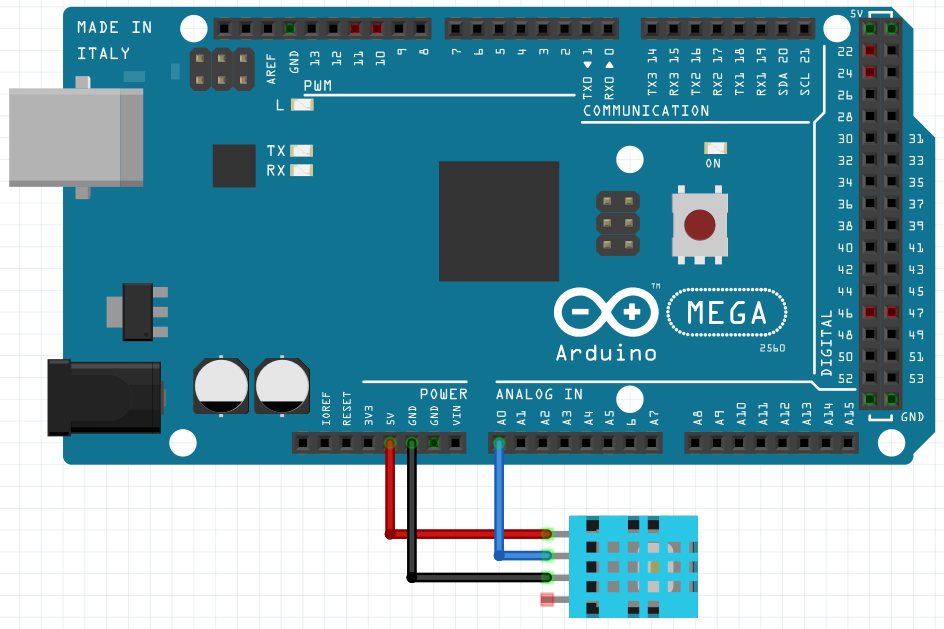 MADE IN
ITALY
AREF
GND
13
12
11
10
9
8
7
6
5
4
3
2
TX0 ◄ 1
RX0 ► 0
TX3 14
RX3 15
TX2 16
RX2 17
TX1 18
RX1 19
SDA 20
SCL 21
5V
PWM
COMMUNICATION
L
TX
RX
ON
22
24
26
28
30 31
32 33
34 35
36 37
38 39
40 41
42 43
44 45
46 47
48 49
50 51
52 53
GND
DIGITAL
TM
MEGA
2560
Arduino
POWER
ANALOG IN
IOREF
RESET
3V3
5V
GND
GND
VIN
A0
A1
A2
A3
A4
A5
6
A7
A8
A9
A10
A11
A12
A13
A14
A15